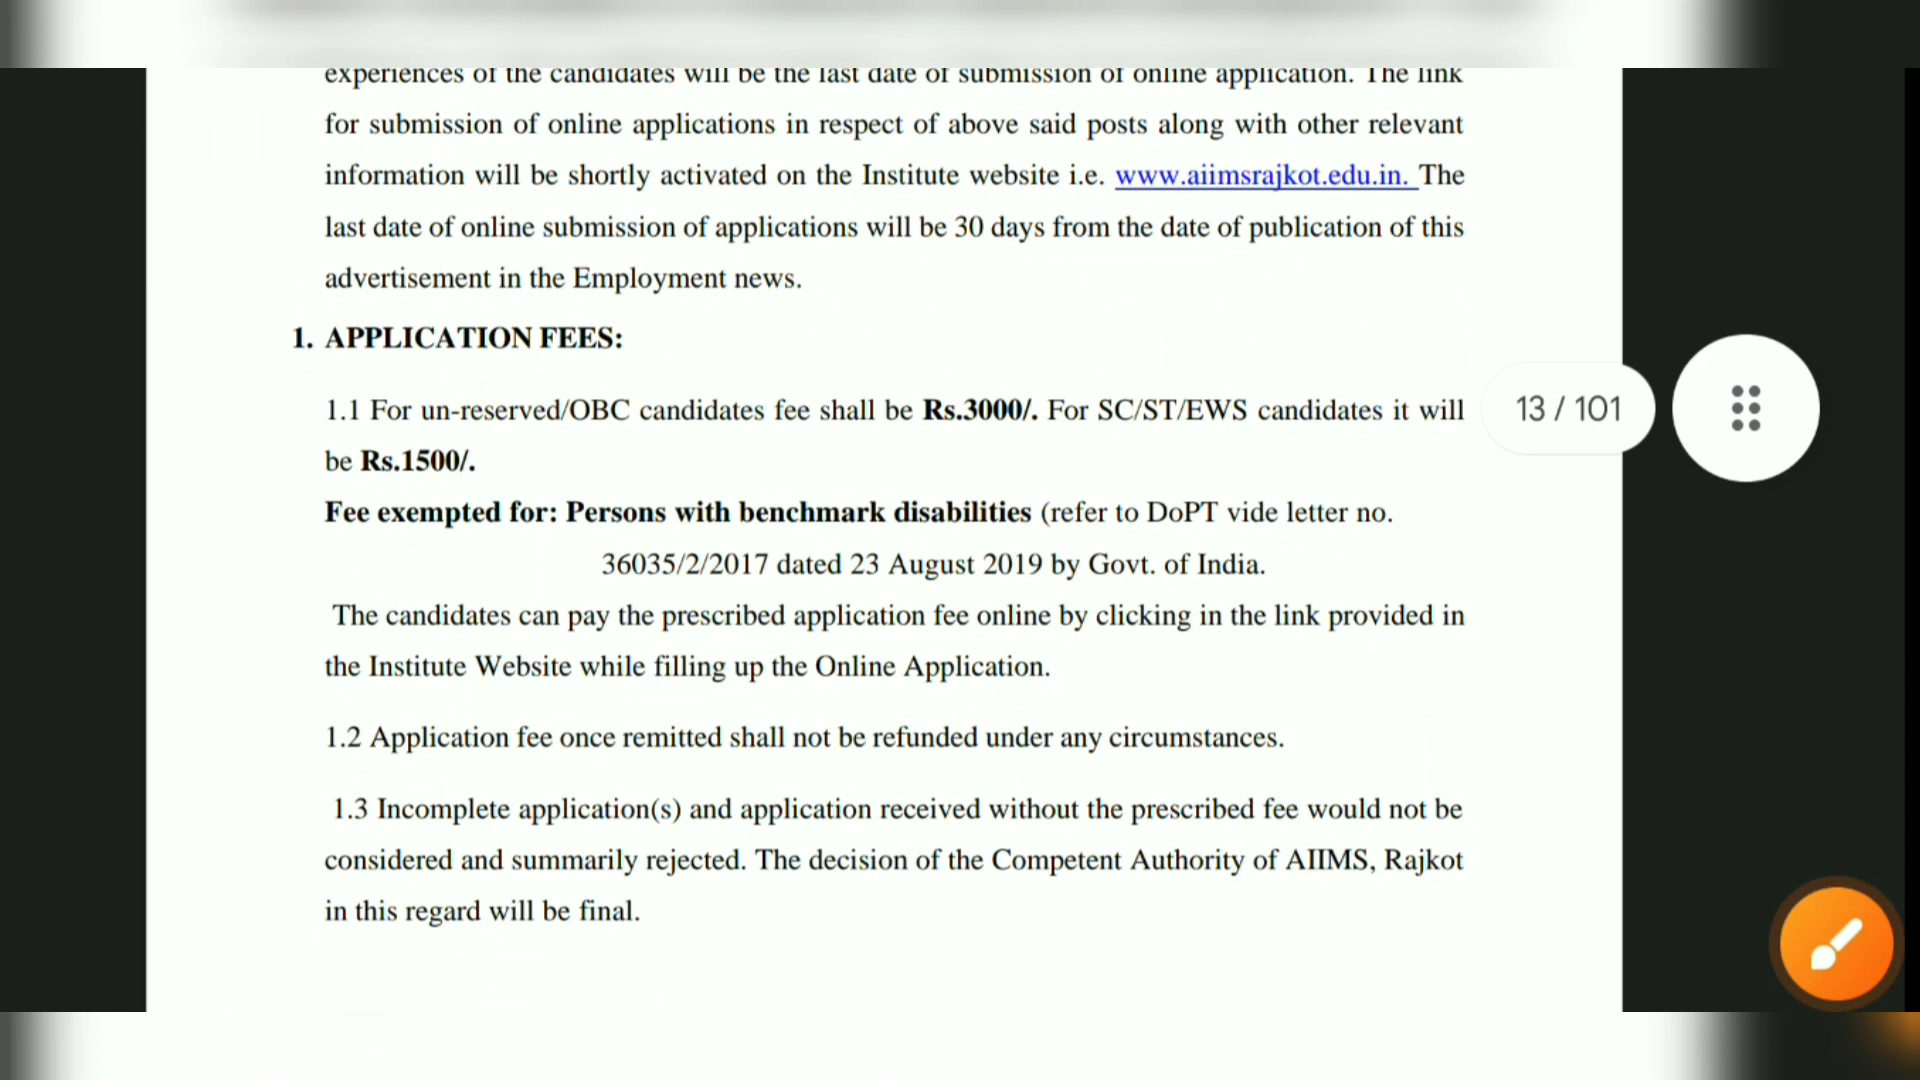 experiences of the candidates will be the last date of submission of online application. The link
for submission of online applications in respect of above said posts along with other relevant
information will be shortly activated on the Institute website i.e. www.aiimsrajkot.edu.in. The
last date of online submission of applications will be 30 days from the date of publication of this
advertisement in the Employment news.
1. APPLICATION FEES:
1.1 For un-reserved/OBC candidates fee shall be Rs.3000/. For SC/ST/EWS candidates it will
be Rs.1500/.
13 / 101
Fee exempted for: Persons with benchmark disabilities (refer to DoPT vide letter no.
36035/2/2017 dated 23 August 2019 by Govt. of India.
The candidates can pay the prescribed application fee online by clicking in the link provided in
the Institute Website while filling up the Online Application.
1.2 Application fee once remitted shall not be refunded under any circumstances.
1.3 Incomplete application(s) and application received without the prescribed fee would not be
considered and summarily rejected. The decision of the Competent Authority of AIIMS, Rajkot
in this regard will be final.